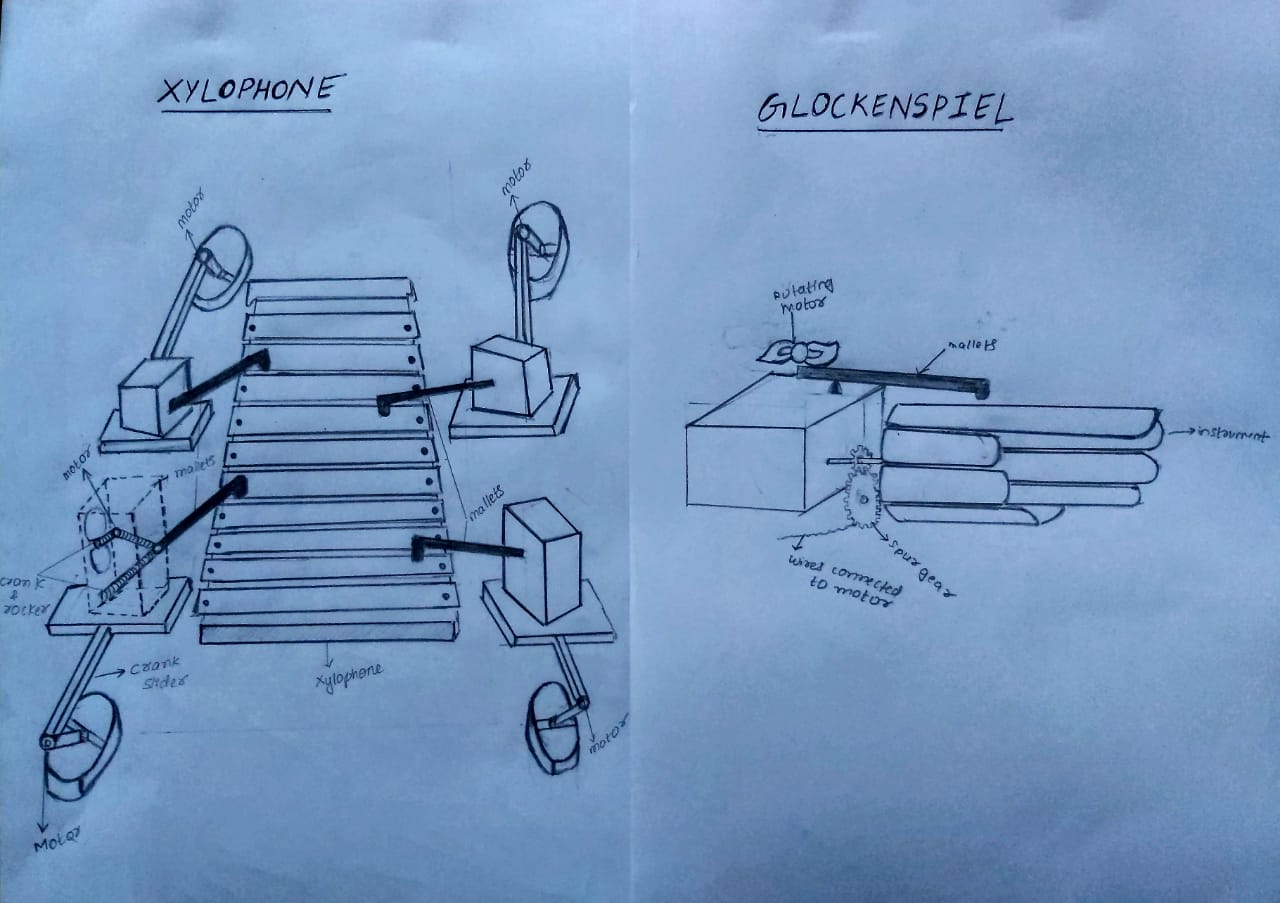 XYLOPHONE
motor
motor
motor
mallets
mallets
crank
&
rocker
crank
slider
xylophone
motor
Motor
GLOCKENSPIEL
rotating
motor
mallets
instrument
spur gear
wires connected
to motor